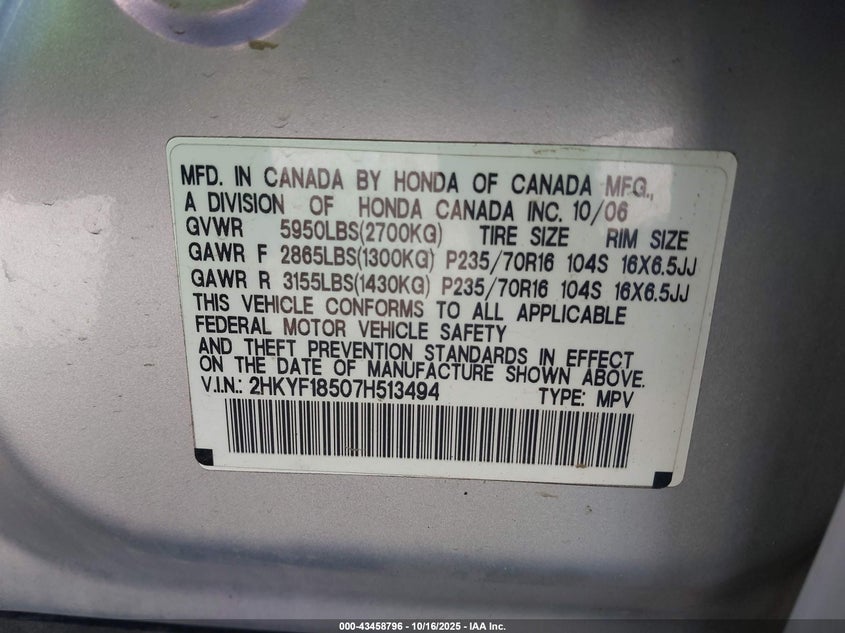 MFD. IN CANADA BY HONDA OF CANADA MFG.,
A DIVISION OF HONDA CANADA INC. 10/06
GVWR 5950LBS(2700KG) TIRE SIZE RIM SIZE
GAWR F 2865LBS(1300KG) P235/70R16 104S 16X6.5JJ
GAWR R 3155LBS(1430KG) P235/70R16 104S 16X6.5JJ
THIS VEHICLE CONFORMS TO ALL APPLICABLE
FEDERAL MOTOR VEHICLE SAFETY
AND THEFT PREVENTION STANDARDS IN EFFECT
ON THE DATE OF MANUFACTURE SHOWN ABOVE.
V.I.N.: 2HKYF18507H513494 TYPE: MPV
000-43458796 - 10/16/2025 - IAA Inc.